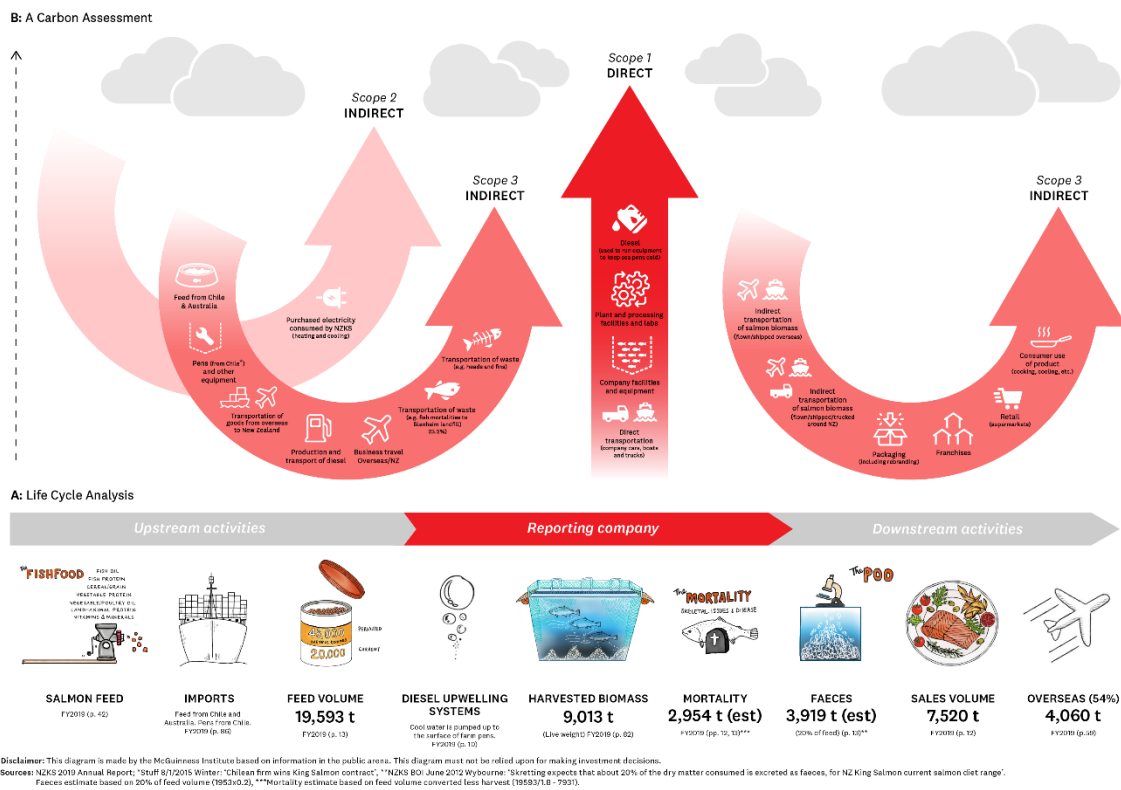 B: A Carbon Assessment
Scope 2
INDIRECT
Scope 3
INDIRECT
Scope 1
DIRECT
Scope 3
INDIRECT
Feed from Chile
& Australia
Pens (from Chile*)
and other
equipment
Transportation of
goods from overseas
to New Zealand
Production and
transport of diesel
Business travel
Overseas/NZ
Transportation of waste
(e.g. fish mortalities to
Blenheim landfill)
Transportation of waste
(e.g. heads and fins)
Purchased electricity
consumed by NZKS
(heating and cooling)
Diesel
(used to run equipment
to keep sea pens cold)
Plant and processing
facilities and labs
Company facilities
and equipment
Direct
transportation
(company cars, boats
and trucks)
Indirect
transportation
of salmon biomass
(flown/shipped overseas)
Indirect
transportation
of salmon biomass
(flown/shipped/trucked
around NZ)
Packaging
(including rebranding)
Franchises
Retail
(supermarkets)
Consumer use
of product
(cooking, cooling, etc.)
A: Life Cycle Analysis
Upstream activities
Reporting company
Downstream activities
The FISHFOOD
FISH OIL
FISH PROTEIN
CEREAL/GRAIN
VEGETABLE PROTEIN
VEGETABLE/POULTRY OIL
LAND-ANIMAL PROTEIN
VITAMINS & MINERALS
20,000
PERMITTED
CURRENT
The MORTALITY
SKELETAL ISSUES & DISEASE
The POO
SALMON FEED
FY2019 (p. 42)
IMPORTS
Feed from Chile and
Australia. Pens from Chile.
FY2019 (p. 86)
FEED VOLUME
19,593 t
FY2019 (p. 13)
DIESEL UPWELLING
SYSTEMS
Cool water is pumped up to
the surface of farm pens.
FY2019 (p. 10)
HARVESTED BIOMASS
9,013 t
(Live weight) FY2019 (p. 82)
MORTALITY
2,954 t (est)
FY2019 (pp. 12, 13)***
FAECES
3,919 t (est)
(20% of feed) (p. 13)**
SALES VOLUME
7,520 t
FY2019 (p. 12)
OVERSEAS (54%)
4,060 t
FY2019 (p.59)
Disclaimer: This diagram is made by the McGuinness Institute based on information in the public arena. This diagram must not be relied upon for making investment decisions.
Sources: NZKS 2019 Annual Report; *Stuff 8/1/2015 Winter: 'Chilean firm wins King Salmon contract', **NZKS BOI June 2012 Wybourne: 'Skretting expects that about 20% of the dry matter consumed is excreted as faeces, for NZ King Salmon current salmon diet range'.
Faeces estimate based on 20% of feed volume (1953x0.2), ***Mortality estimate based on feed volume converted less harvest (19593/1.8 - 7931).